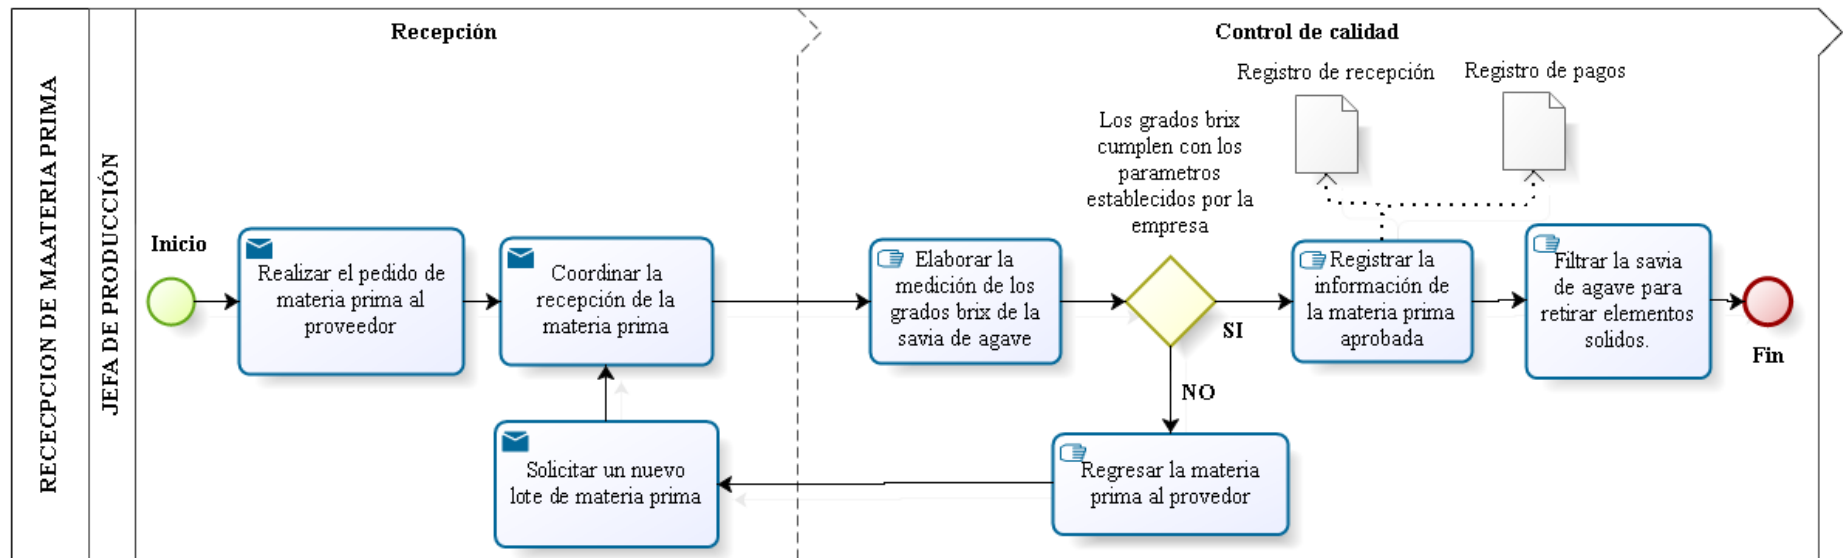 RECECPCION DE MAATERIA PRIMA
JEFA DE PRODUCCIÓN
Recepción
Control de calidad
Inicio
Realizar el pedido de
materia prima al
proveedor
Coordinar la
recepción de la
materia prima
Solicitar un nuevo
lote de materia prima
Elaborar la
medición de los
grados brix de la
savia de agave
Los grados brix
cumplen con los
parametros
establecidos por la
empresa
SI
NO
Regresar la materia
prima al provedor
Registro de recepción
Registro de pagos
Registrar la
información de
la materia prima
aprobada
Filtrar la savia
de agave para
retirar elementos
solidos.
Fin